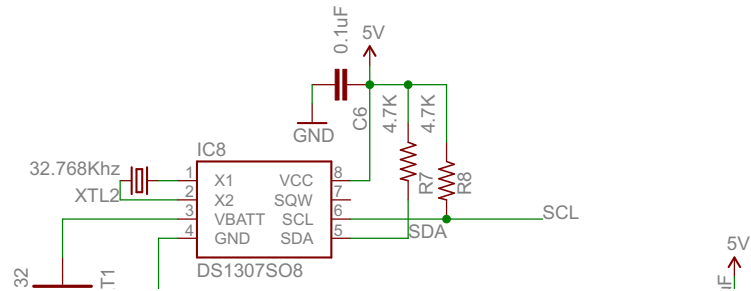 0.1uF
5V
GND
C6
4.7K
4.7K
IC8
32.768Khz
XTL2
1 X1 VCC 8
2 X2 SQW 7
3 VBATT SCL 6
4 GND SDA 5
R7
R8
SCL
SDA
DS1307SO8
5V
32
T1
uF